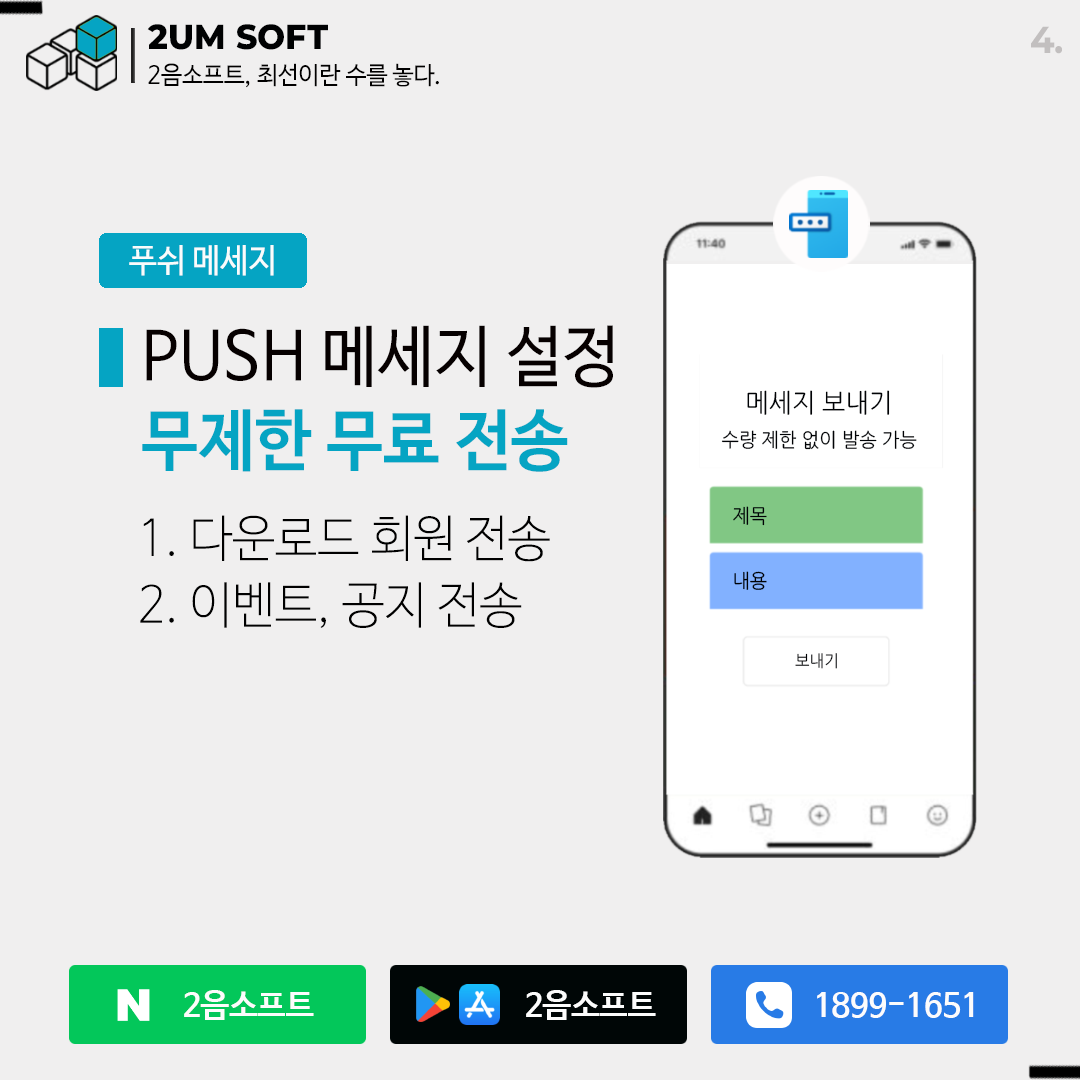 2UM SOFT
2음소프트, 최선이란 수를 놓다.
4.
푸쉬 메세지
PUSH 메세지 설정
무제한 무료 전송
1. 다운로드 회원 전송
2. 이벤트, 공지 전송
11:40
메세지 보내기
수량 제한 없이 발송 가능
제목
내용
보내기
N 2음소프트
2음소프트
1899-1651